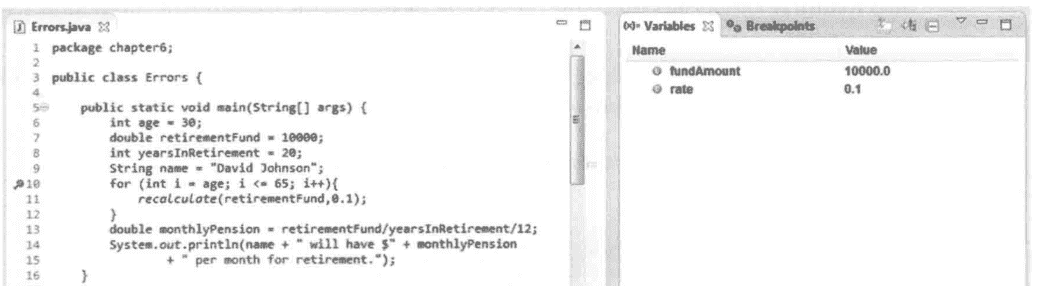 Errors.java
1 package chapter6;
2
3 public class Errors {
4
5 public static void main(String[] args) {
6 int age = 30;
7 double retirementFund = 10000;
8 int yearsInRetirement = 20;
9 String name = "David Johnson";
10 for (int i = age; i <= 65; i++){
11 recalculate(retirementFund,0.1);
12 }
13 double monthlyPension = retirementFund/yearsInRetirement/12;
14 System.out.println(name + " will have $" + monthlyPension
15 + " per month for retirement.");
16 }
(x)= Variables Breakpoints
Name Value
fundAmount 10000.0
rate 0.1